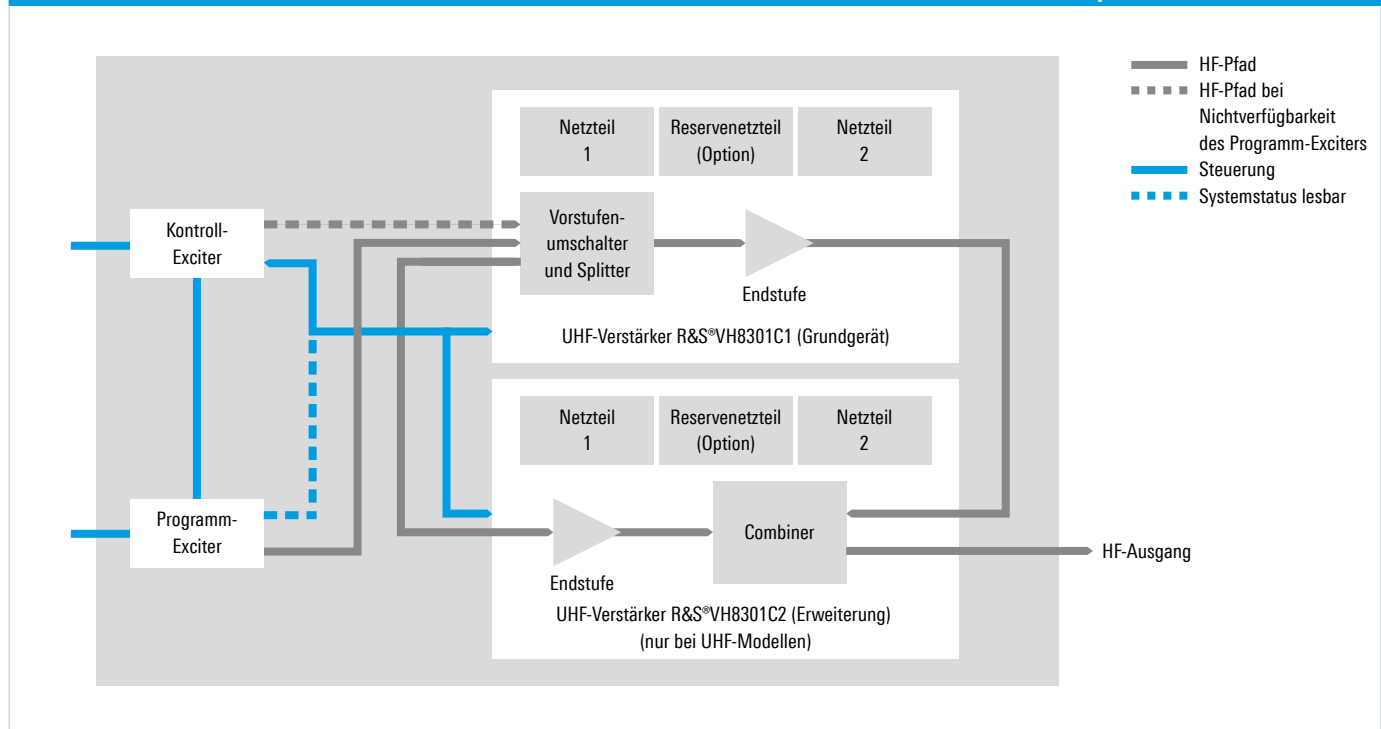 HF-Pfad
HF-Pfad bei
Nichtverfügbarkeit
des Programm-Exciters
Steuerung
Systemstatus lesbar
Netzteil
1
Reservenetzteil
(Option)
Netzteil
2
Kontroll-
Exciter
Vorstufen-
umschalter
und Splitter
Endstufe
UHF-Verstärker R&S®VH8301C1 (Grundgerät)
Netzteil
1
Reservenetzteil
(Option)
Netzteil
2
Programm-
Exciter
Combiner
HF-Ausgang
Endstufe
UHF-Verstärker R&S®VH8301C2 (Erweiterung)
(nur bei UHF-Modellen)